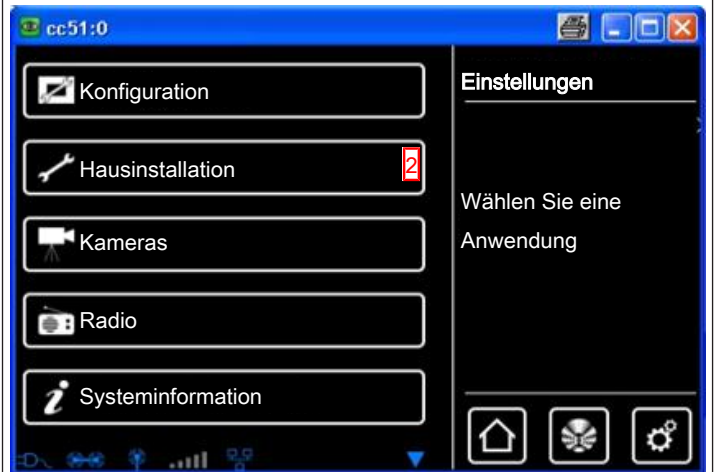 cc51:0
Konfiguration
Hausinstallation 2
Kameras
Radio
Systeminformation
Einstellungen
Wählen Sie eine
Anwendung